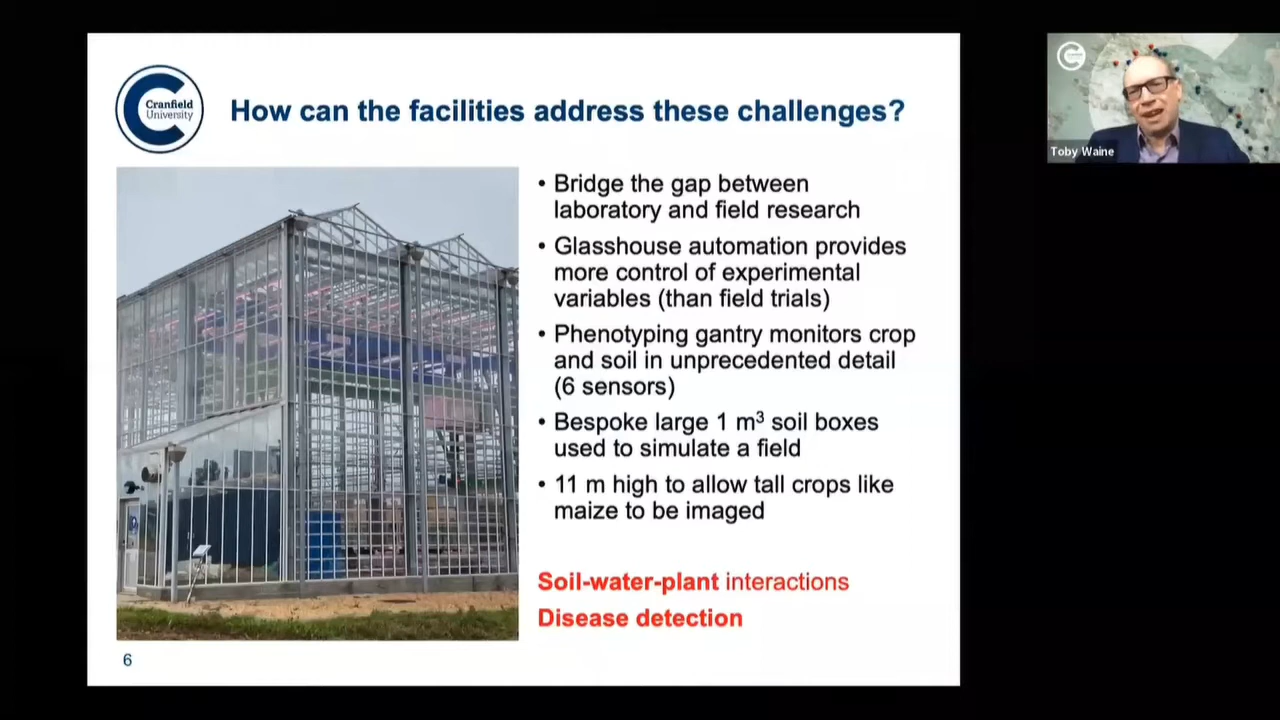 Cranfield
University
How can the facilities address these challenges?
• Bridge the gap between
laboratory and field research
• Glasshouse automation provides
more control of experimental
variables (than field trials)
• Phenotyping gantry monitors crop
and soil in unprecedented detail
(6 sensors)
• Bespoke large 1 m³ soil boxes
used to simulate a field
• 11 m high to allow tall crops like
maize to be imaged
Soil-water-plant interactions
Disease detection
6
Toby Waine